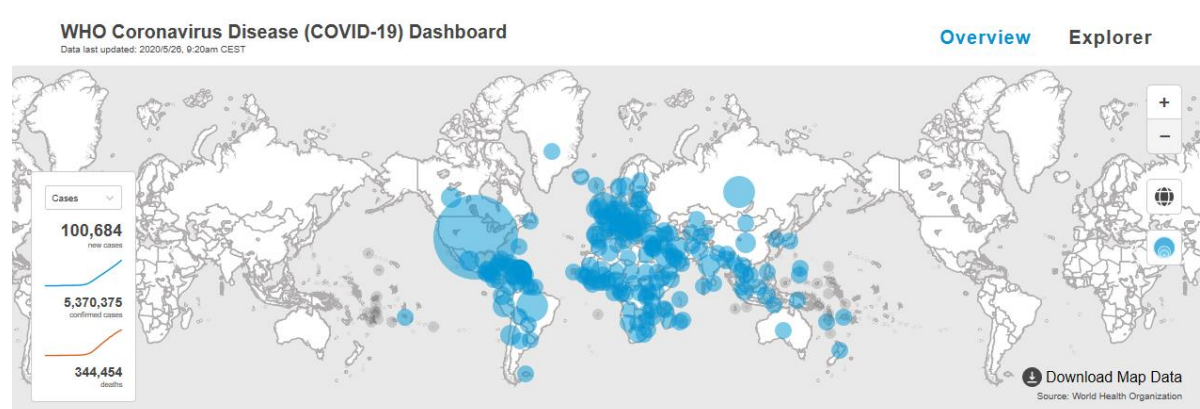 WHO Coronavirus Disease (COVID-19) Dashboard
Data last updated: 2020/5/26, 9:20am CEST
Overview
Explorer
+
−
Cases
100,684
new cases
5,370,375
confirmed cases
344,454
deaths
Download Map Data
Source: World Health Organization